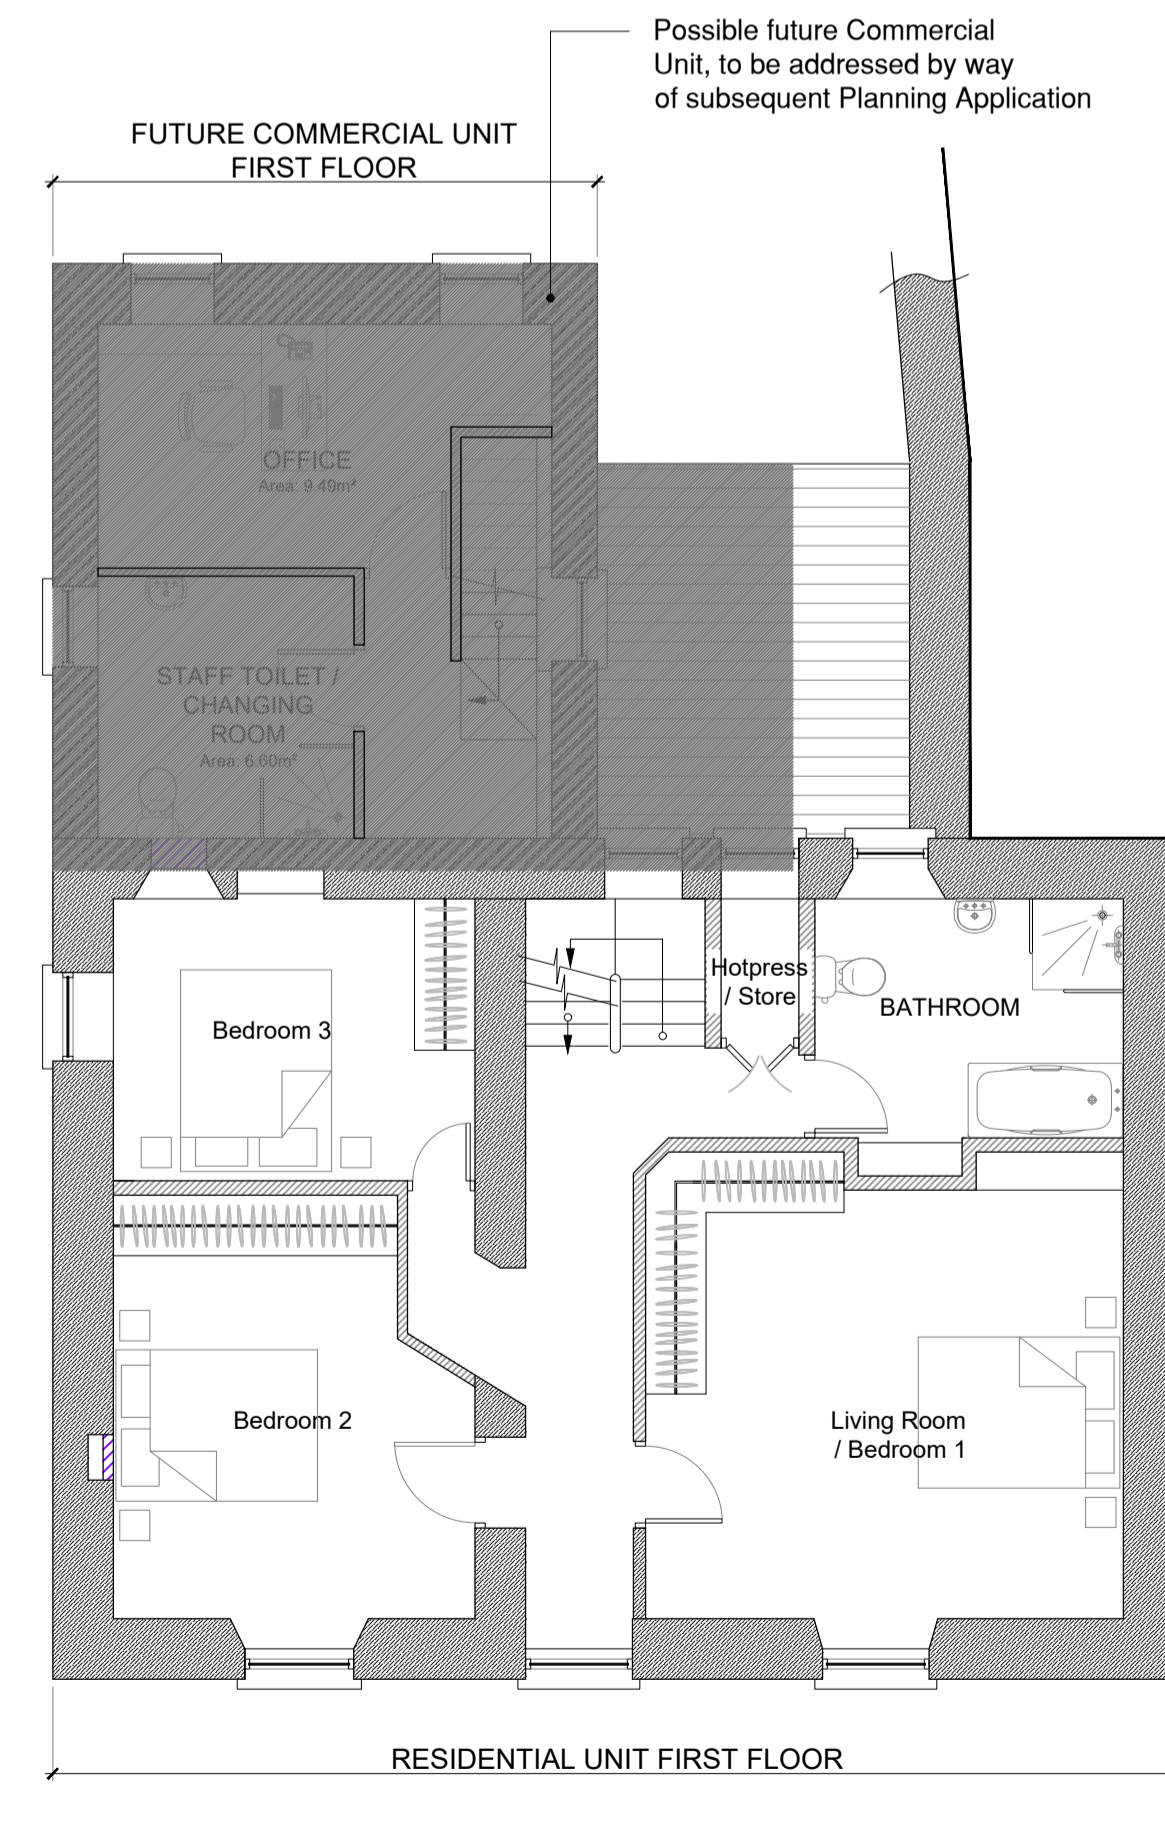 Possible future Commercial
Unit, to be addressed by way
of subsequent Planning Application
FUTURE COMMERCIAL UNIT
FIRST FLOOR
OFFICE
Area: 9.49m²
STAFF TOILET /
CHANGING
ROOM
Area: 6.60m²
Hotpress
/ Store
BATHROOM
Bedroom 3
Bedroom 2
Living Room
/ Bedroom 1
RESIDENTIAL UNIT FIRST FLOOR